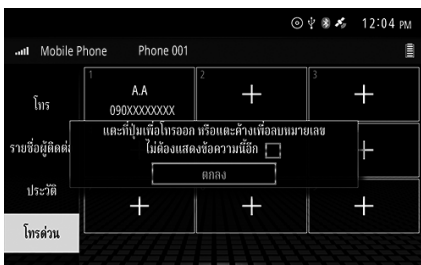 12:04 PM
Mobile Phone Phone 001
โทร
1
A.A
090XXXXXXXX
2
3
แตะที่ปุ่มเพื่อโทรออก หรือแตะค้างเพื่อลบหมายเลข
ไม่ต้องแสดงข้อความนี้อีก
ตกลง
รายชื่อผู้ติดต่อ
ประวัติ
โทรด่วน